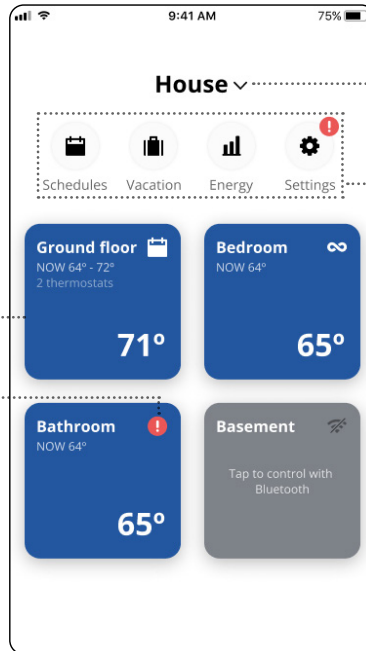 9:41 AM 75%
House
Schedules Vacation Energy Settings
Ground floor
NOW 64° - 72°
2 thermostats
71°
Bedroom
NOW 64°
65°
Bathroom
NOW 64°
65°
Basement
Tap to control with
Bluetooth